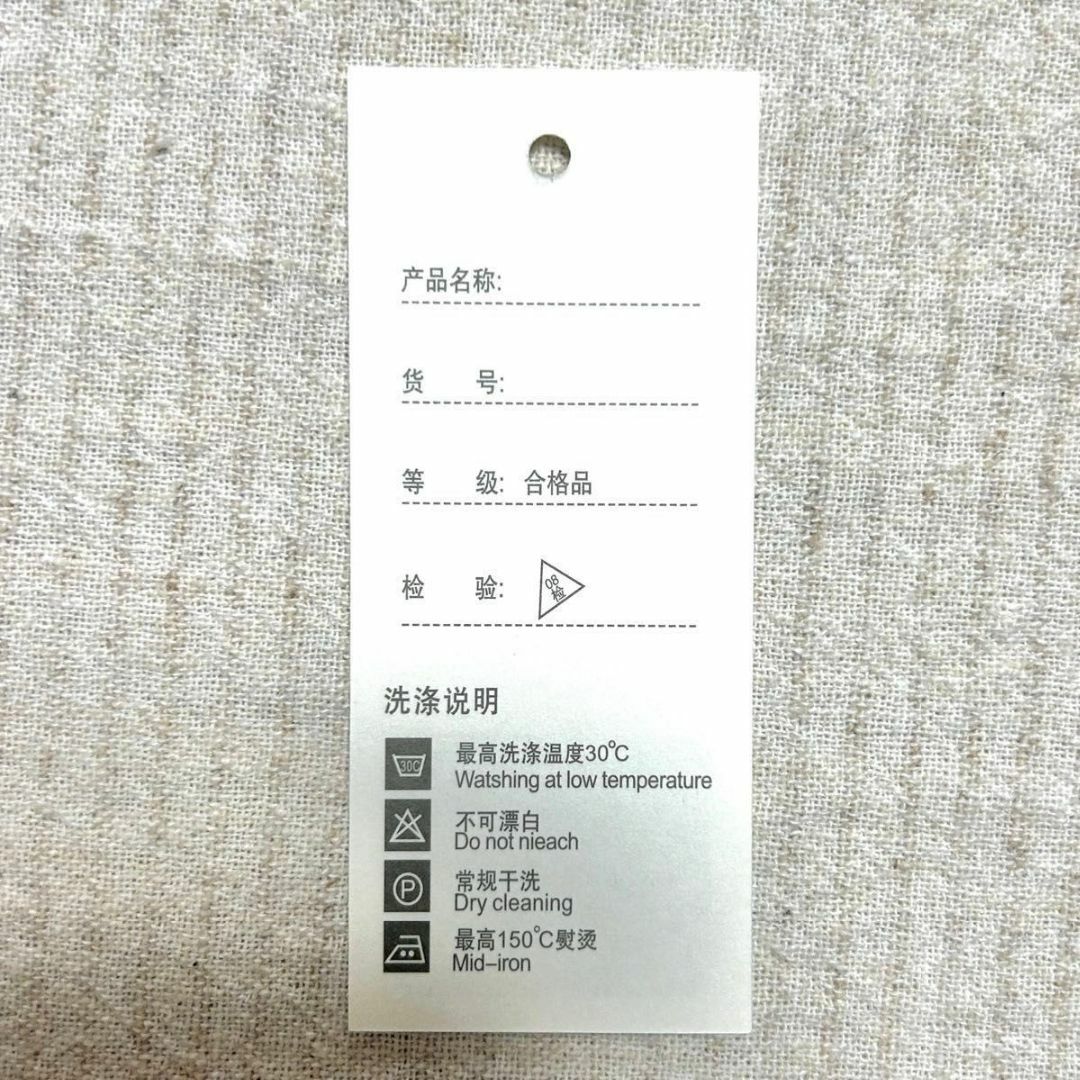 产品名称:
货 号:
等 级: 合格品
检 验: 08检
洗涤说明
30C
最高洗涤温度30℃
Watshing at low temperature
不可漂白
Do not nieach
P
常规干洗
Dry cleaning
最高150℃熨烫
Mid-iron